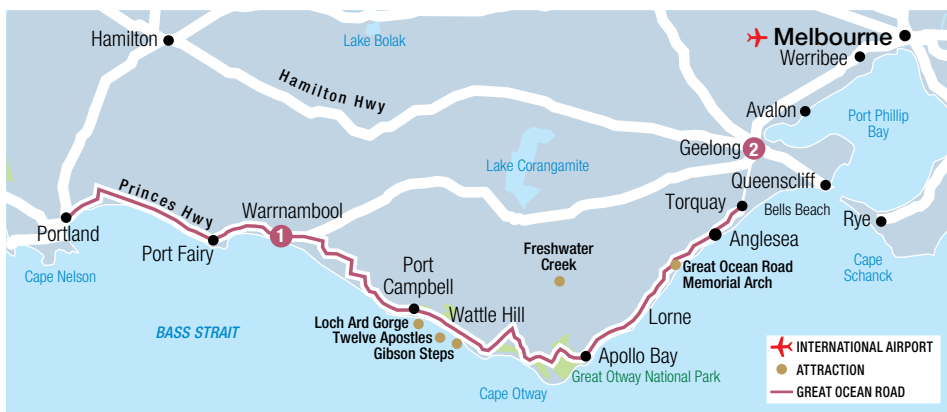 Hamilton
Lake Bolak
Melbourne
Werribee
Hamilton Hwy
Avalon
Port Phillip
Bay
Geelong
2
Lake Corangamite
Queenscliff
Princes Hwy
Warrnambool
1
Torquay
Bells Beach
Rye
Portland
Port Fairy
Anglesea
Cape Nelson
Freshwater
Creek
Cape
Schanck
Port
Campbell
Great Ocean Road
Memorial Arch
BASS STRAIT
Loch Ard Gorge
Wattle Hill
Lorne
Twelve Apostles
Gibson Steps
Apollo Bay
Great Otway National Park
Cape Otway
INTERNATIONAL AIRPORT
ATTRACTION
GREAT OCEAN ROAD